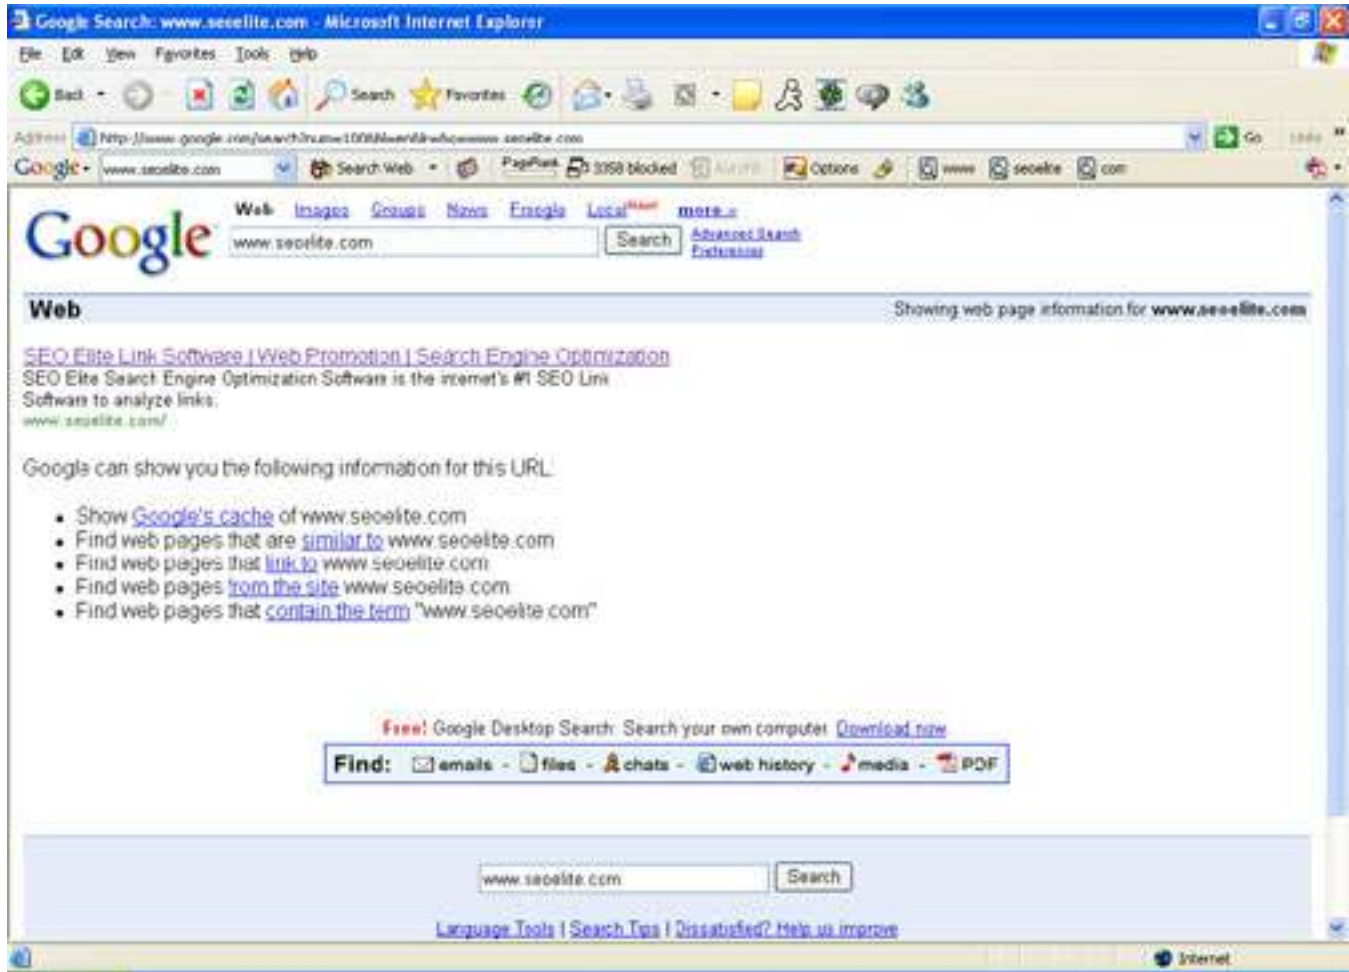 Google Search: www.seoelite.com - Microsoft Internet Explorer
File Edit View Favorites Tools Help
Back Search Favorites
Address Go Links »
Google www.seoelite.com Search Web PageRank 3358 blocked AutoFill Options www seoelite com
Google
Web Images Groups News Froogle Local more »
www.seoelite.com Search Advanced Search
Preferences
Web Showing web page information for www.seoelite.com
SEO Elite Link Software | Web Promotion | Search Engine Optimization
SEO Elite Search Engine Optimization Software is the internet's #1 SEO Link
Software to analyze links.
www.seoelite.com/
Google can show you the following information for this URL:
• Show Google's cache of www.seoelite.com
• Find web pages that are similar to www.seoelite.com
• Find web pages that link to www.seoelite.com
• Find web pages from the site www.seoelite.com
• Find web pages that contain the term "www.seoelite.com"
Free! Google Desktop Search: Search your own computer. Download now.
Find: emails - files - chats - web history - media - PDF
www.seoelite.com Search
Language Tools | Search Tips | Dissatisfied? Help us improve
Internet